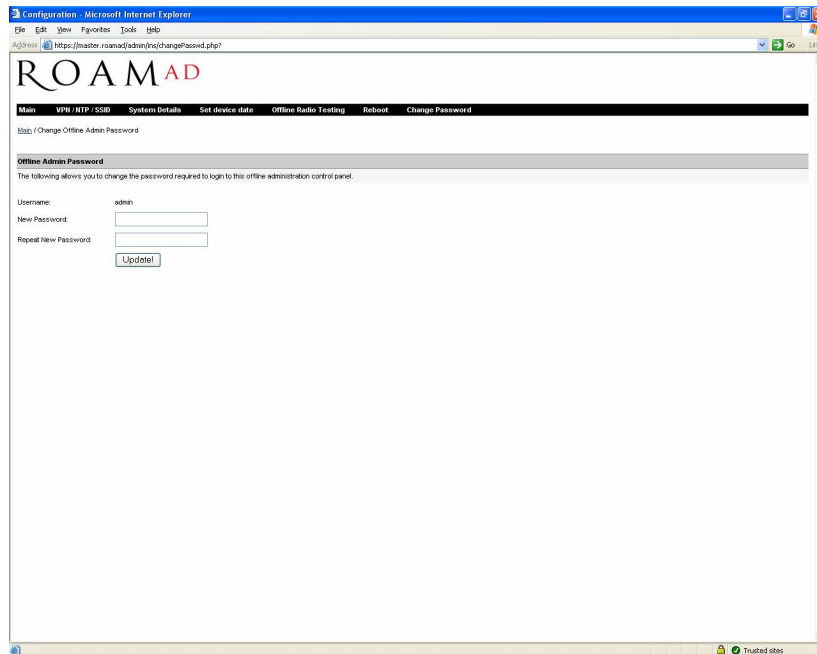 Configuration - Microsoft Internet Explorer
File Edit View Favorites Tools Help
Address https://master.roamad/admin/lns/changePasswd.php? Go
ROAMAD
Main VPN / NTP / SSID System Details Set device date Offline Radio Testing Reboot Change Password
Main / Change Offline Admin Password
Offline Admin Password
The following allows you to change the password required to login to this offline administration control panel.
Username: admin
New Password:
Repeat New Password:
Update!
Trusted sites